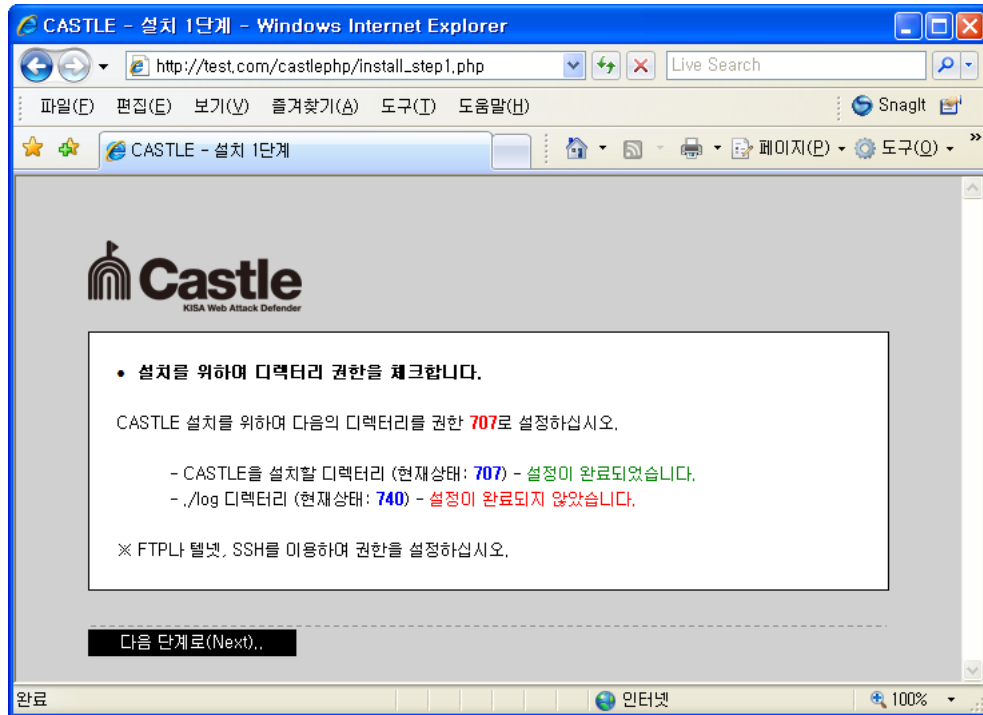 CASTLE - 설치 1단계 - Windows Internet Explorer
http://test.com/castlephp/install_step1.php
Live Search
파일(F) 편집(E) 보기(V) 즐겨찾기(A) 도구(T) 도움말(H)
SnagIt
CASTLE - 설치 1단계
페이지(P)
도구(O)
»
Castle
KISA Web Attack Defender
• 설치를 위하여 디렉터리 권한을 체크합니다.
CASTLE 설치를 위하여 다음의 디렉터리를 권한 707로 설정하십시오.
- CASTLE을 설치할 디렉터리 (현재상태: 707) - 설정이 완료되었습니다.
- ./log 디렉터리 (현재상태: 740) - 설정이 완료되지 않았습니다.
※ FTP나 텔넷, SSH를 이용하여 권한을 설정하십시오.
다음 단계로(Next)..
완료
인터넷
100%